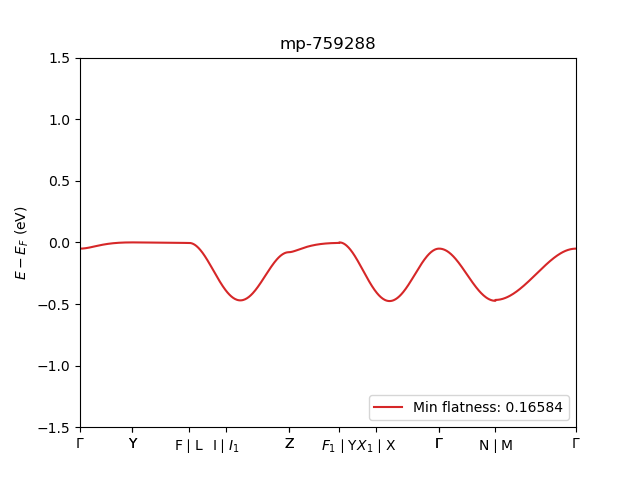 mp-759288
1.5
1.0
0.5
0.0
−0.5
−1.0
−1.5
E − E_F (eV)
Min flatness: 0.16584
Γ Y F | L I | I₁ Z F₁ | Y X₁ | X Γ N | M Γ